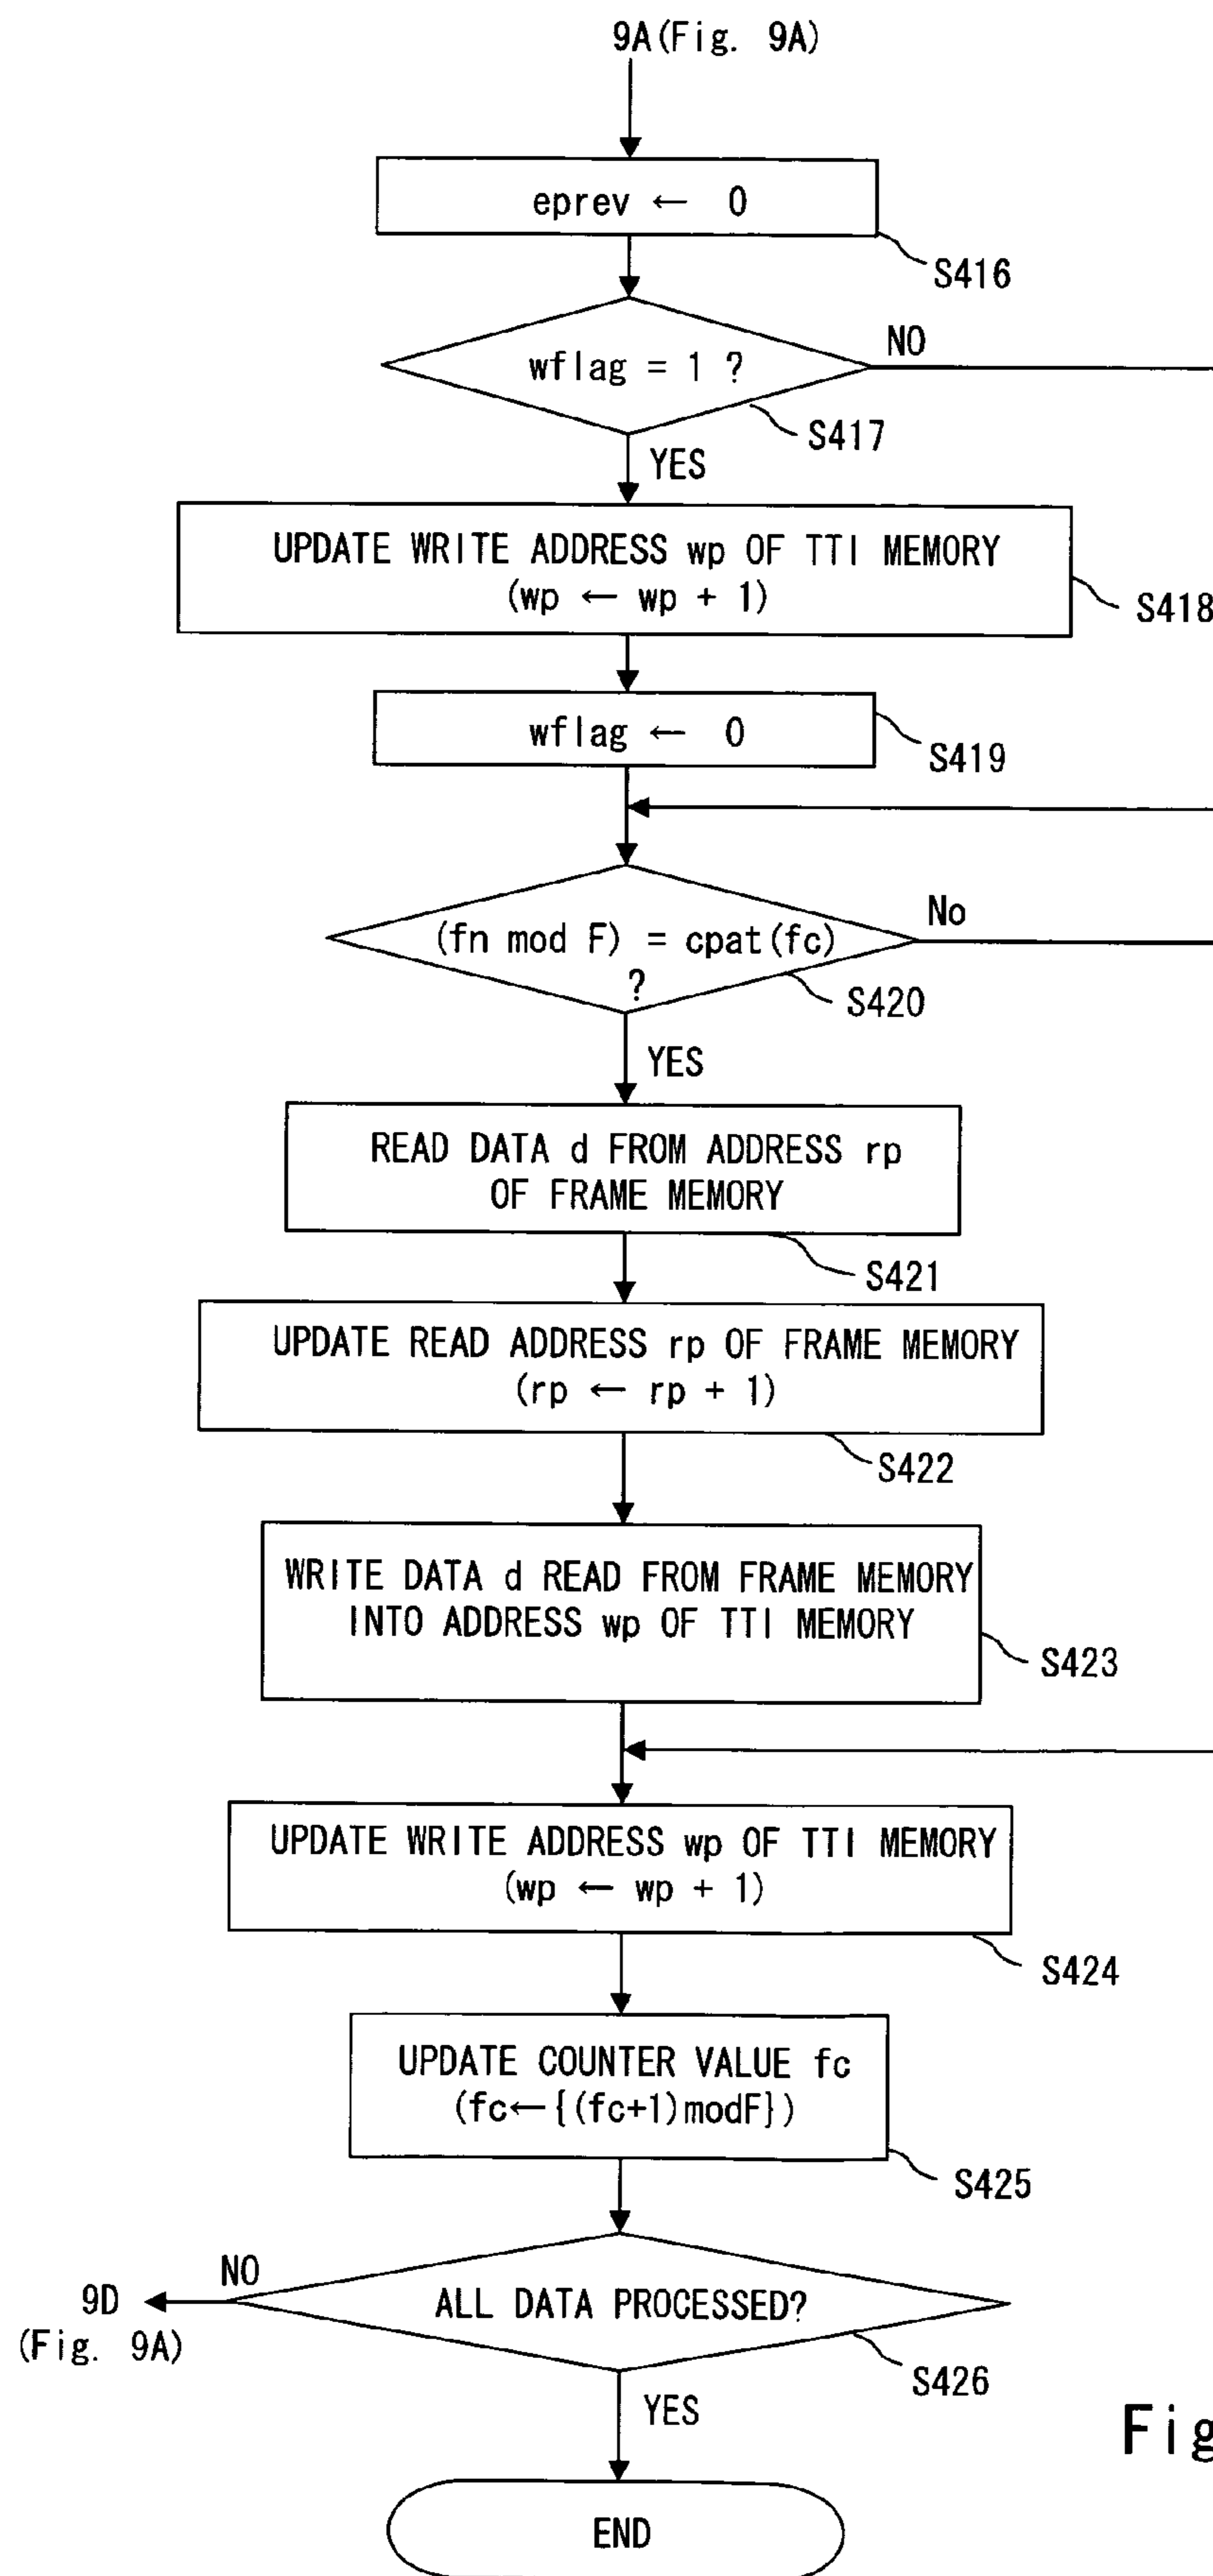 9A(Fig. 9A)
eprev ← 0
S416
wflag = 1 ?
NO
S417
YES
UPDATE WRITE ADDRESS wp OF TTI MEMORY
(wp ← wp + 1)
S418
wflag ← 0
S419
(fn mod F) = cpat(fc)
?
No
S420
YES
READ DATA d FROM ADDRESS rp
OF FRAME MEMORY
S421
UPDATE READ ADDRESS rp OF FRAME MEMORY
(rp ← rp + 1)
S422
WRITE DATA d READ FROM FRAME MEMORY
INTO ADDRESS wp OF TTI MEMORY
S423
UPDATE WRITE ADDRESS wp OF TTI MEMORY
(wp ← wp + 1)
S424
UPDATE COUNTER VALUE fc
(fc←{(fc+1)modF})
S425
NO
9D
(Fig. 9A)
ALL DATA PROCESSED?
S426
YES
Fig
END